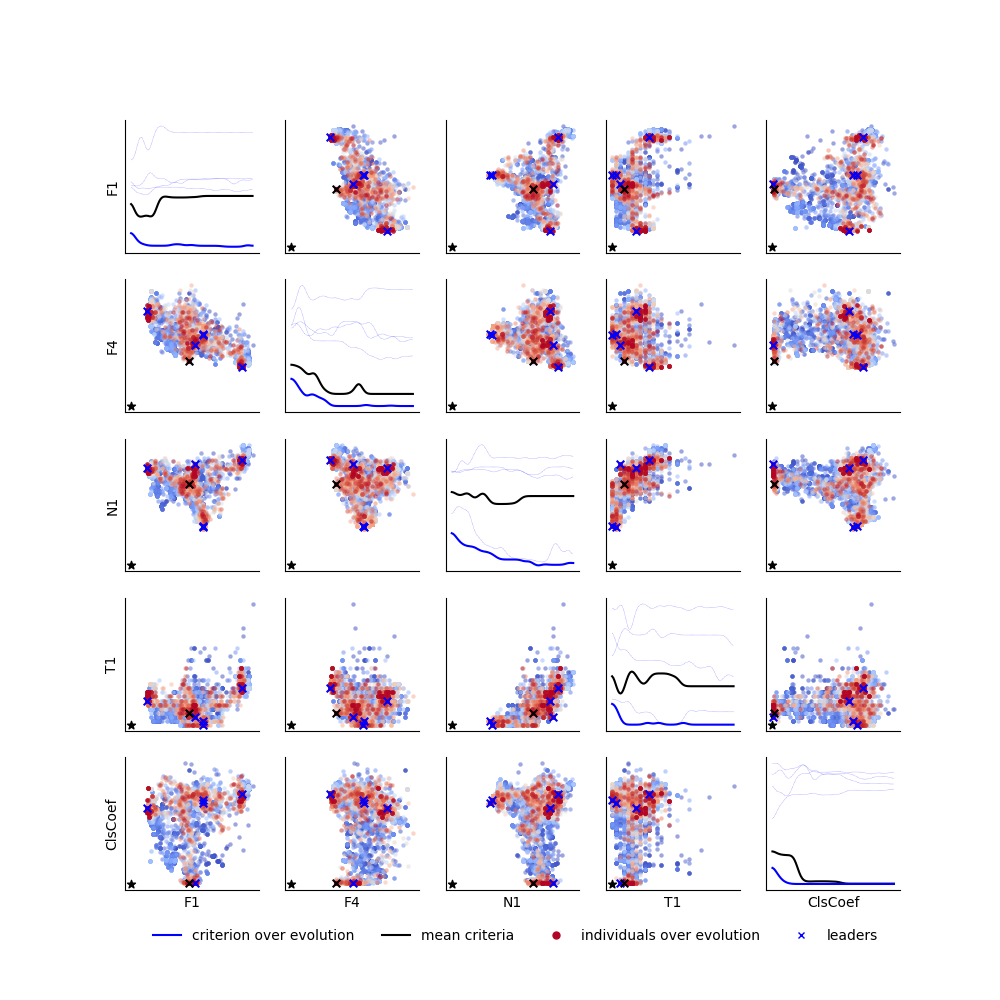 F1
F4
N1
T1
ClsCoef
F1 F4 N1 T1 ClsCoef
criterion over evolution mean criteria individuals over evolution leaders